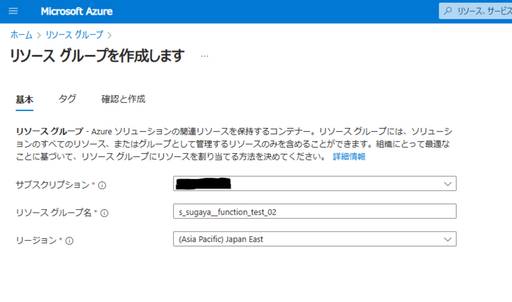 Microsoft Azure
リソース、サービス
ホーム > リソース グループ >
リソース グループを作成します ...
基本 タグ 確認と作成
リソース グループ - Azure ソリューションの関連リソースを保持するコンテナー。リソース グループには、ソリューショ
ンのすべてのリソース、またはグループとして管理するリソースのみを含めることができます。組織にとって最適な
ことに基づいて、リソース グループにリソースを割り当てる方法を決めてください。 詳細情報
サブスクリプション *
リソース グループ名 * s_sugaya__function_test_02
リージョン * (Asia Pacific) Japan East